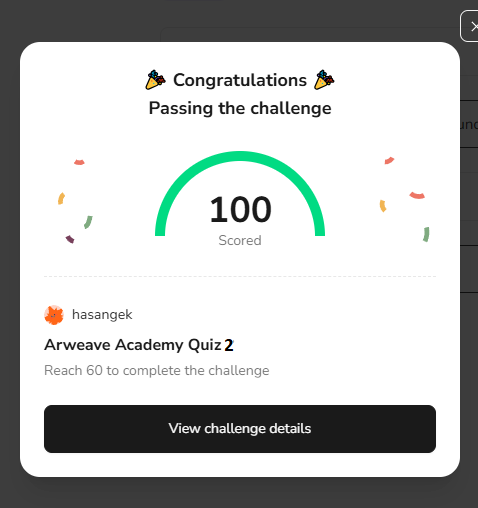 Congratulations
Passing the challenge
100
Scored
hasangek
Arweave Academy Quiz 2
Reach 60 to complete the challenge
View challenge details